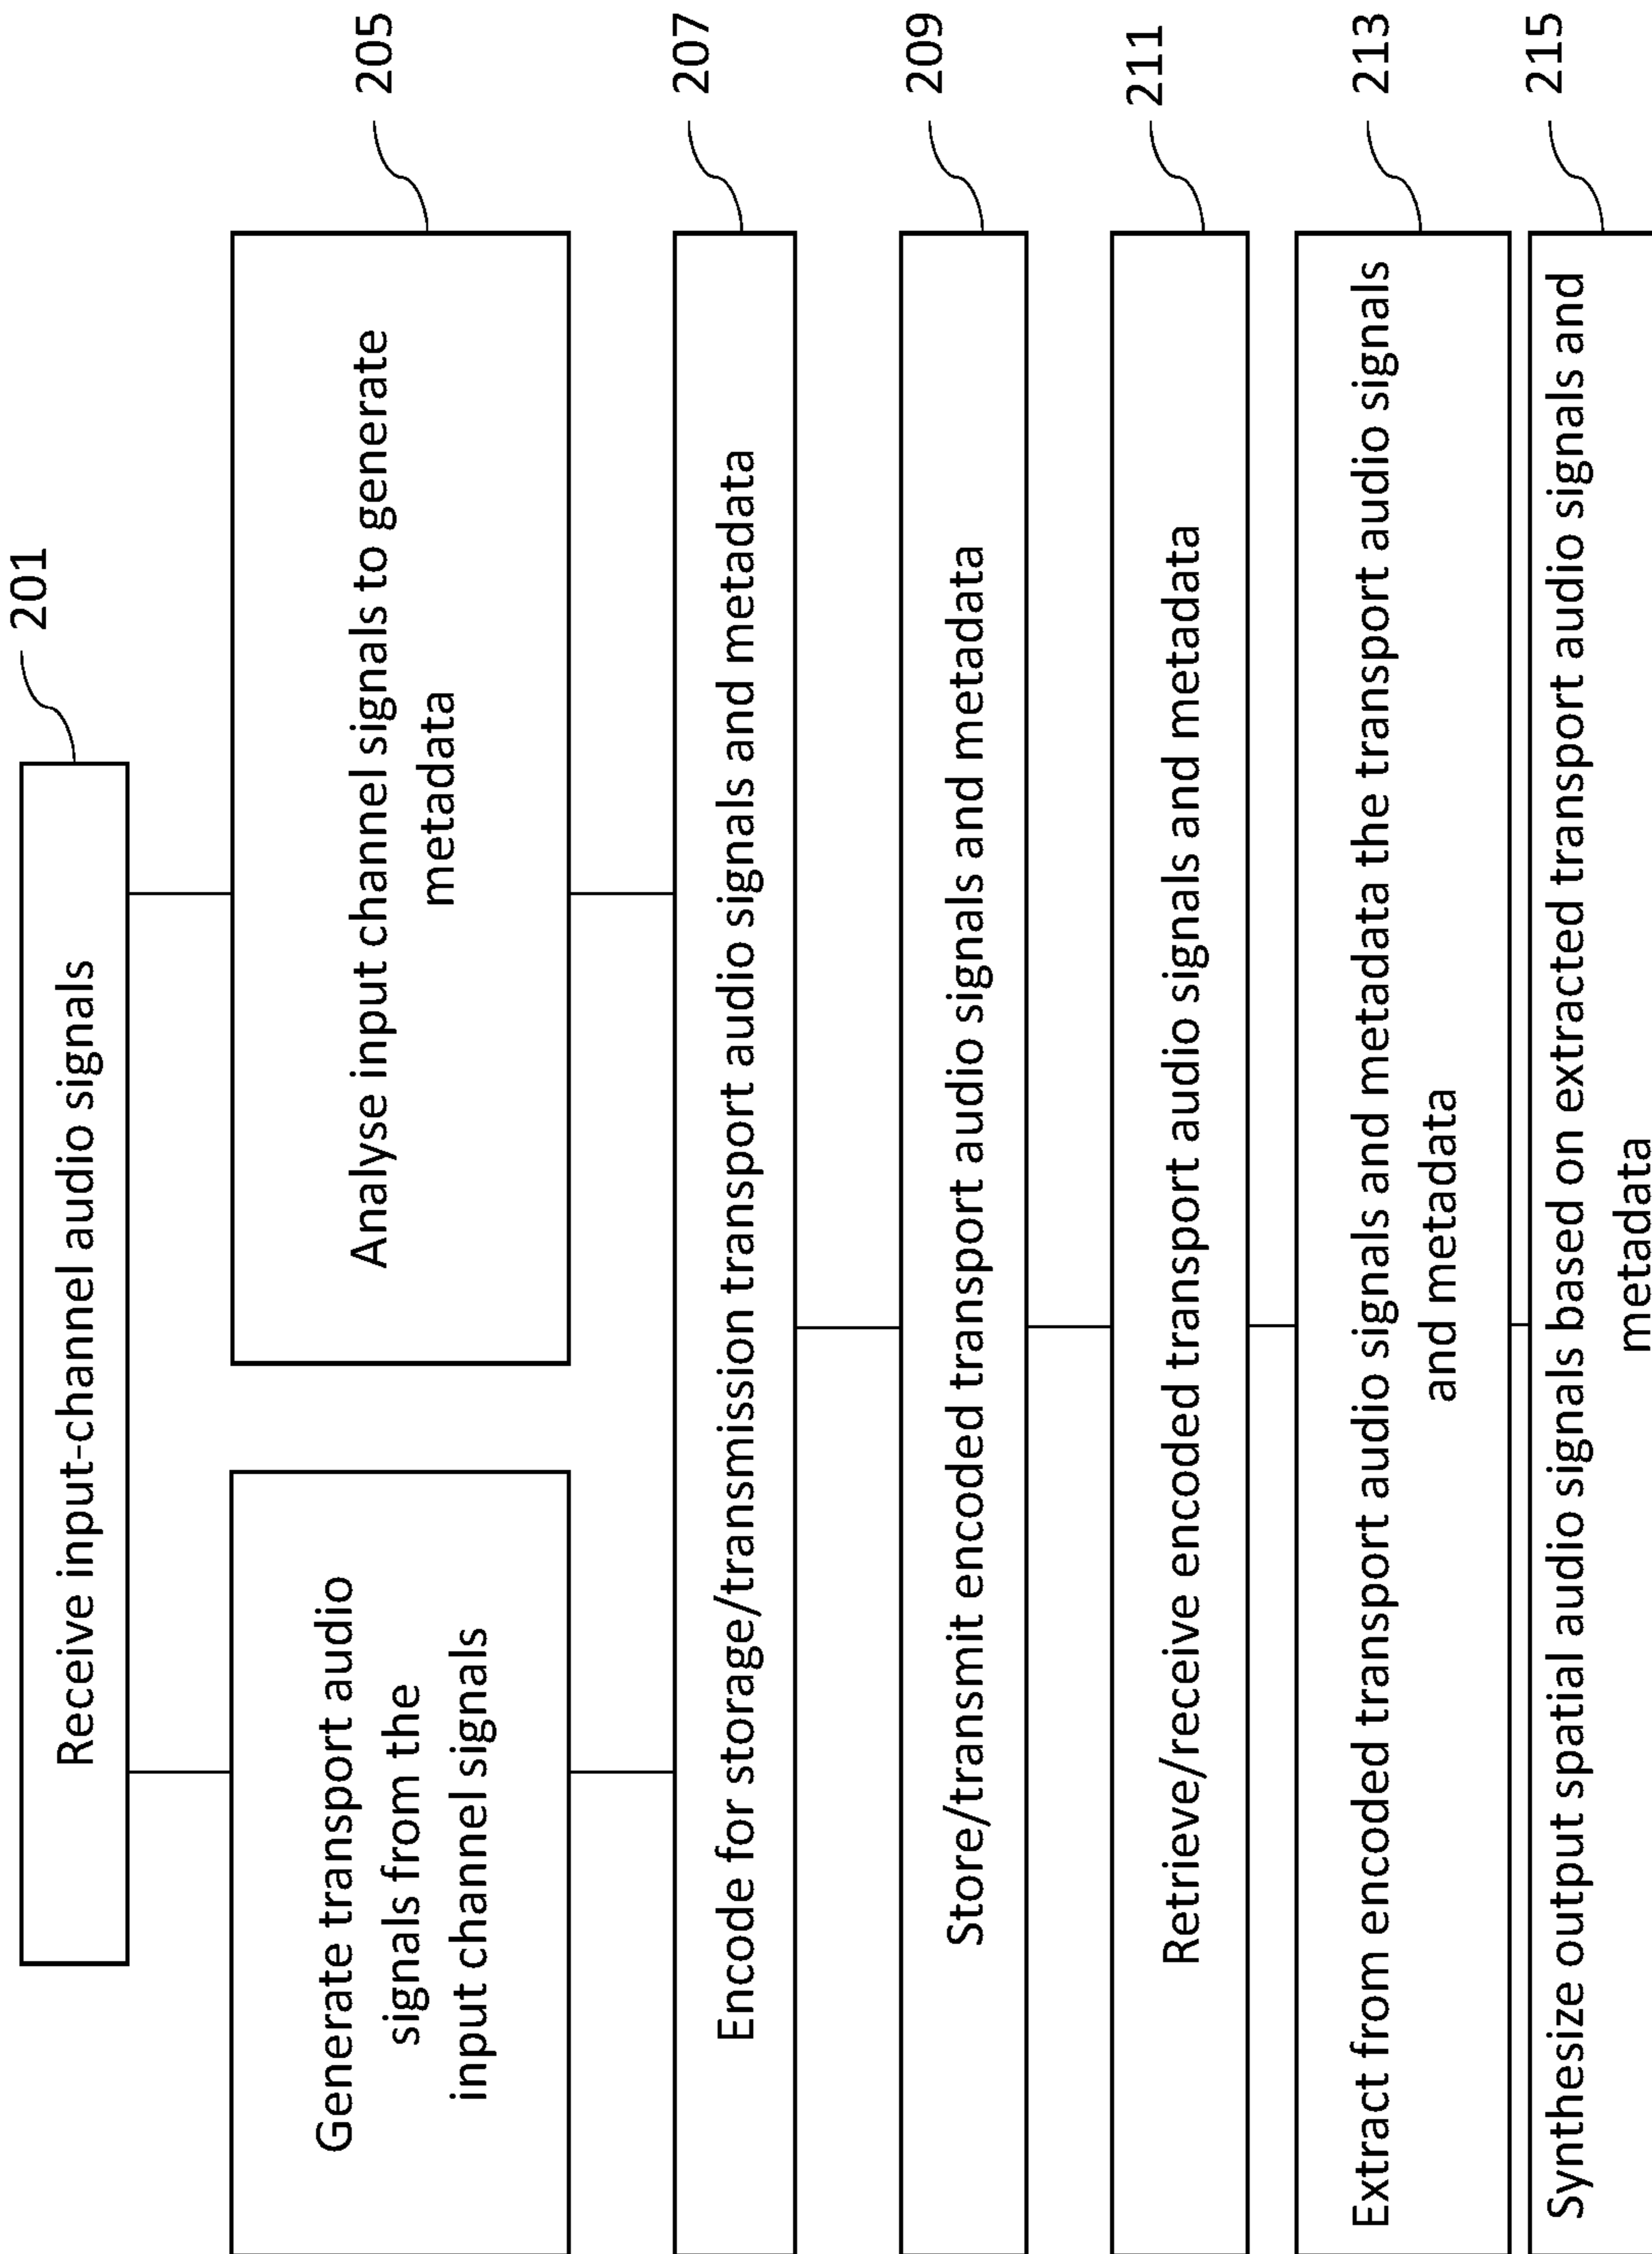 Receive input-channel audio signals
201
Generate transport audio
signals from the
input channel signals
Analyse input channel signals to generate
metadata
205
Encode for storage/transmission transport audio signals and metadata
207
Store/transmit encoded transport audio signals and metadata
209
Retrieve/receive encoded transport audio signals and metadata
211
Extract from encoded transport audio signals and metadata the transport audio signals
and metadata
213
Synthesize output spatial audio signals based on extracted transport audio signals and
metadata
215